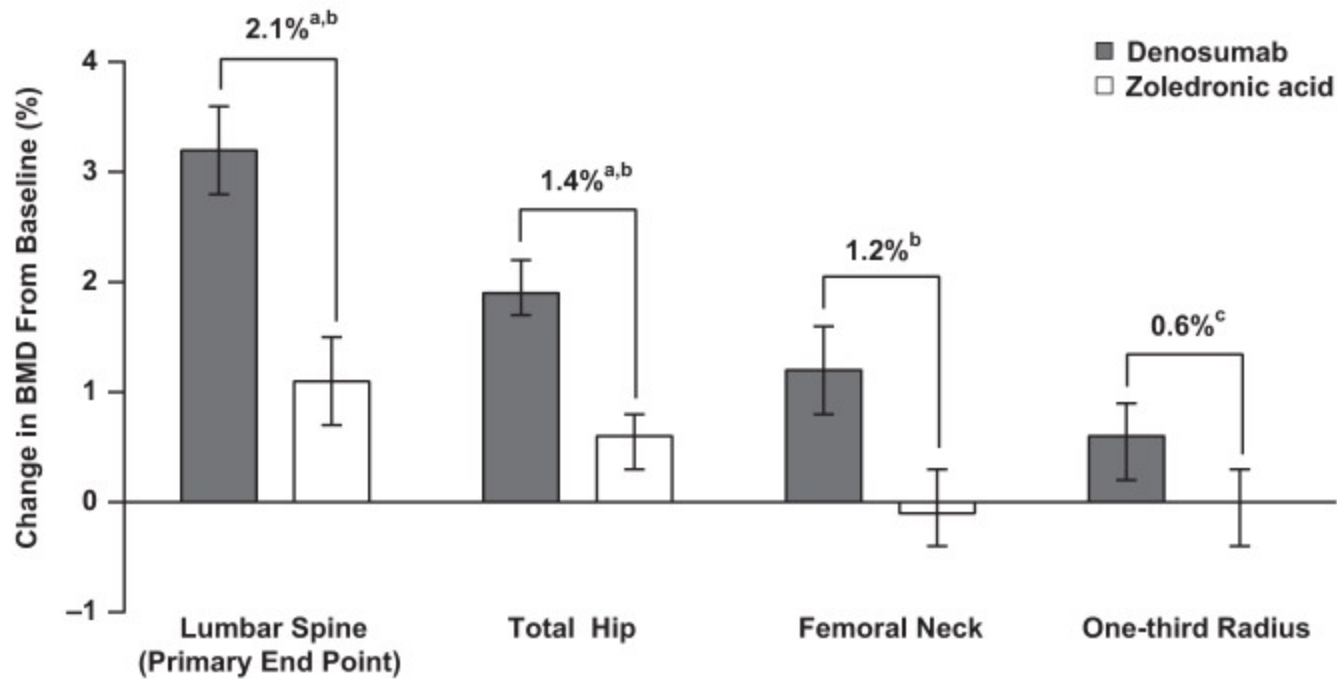 2.1%a,b
Denosumab
Zoledronic acid
Change in BMD From Baseline (%)
4
3
2
1
0
–1
1.4%a,b
1.2%b
0.6%c
Lumbar Spine
(Primary End Point)
Total Hip
Femoral Neck
One-third Radius